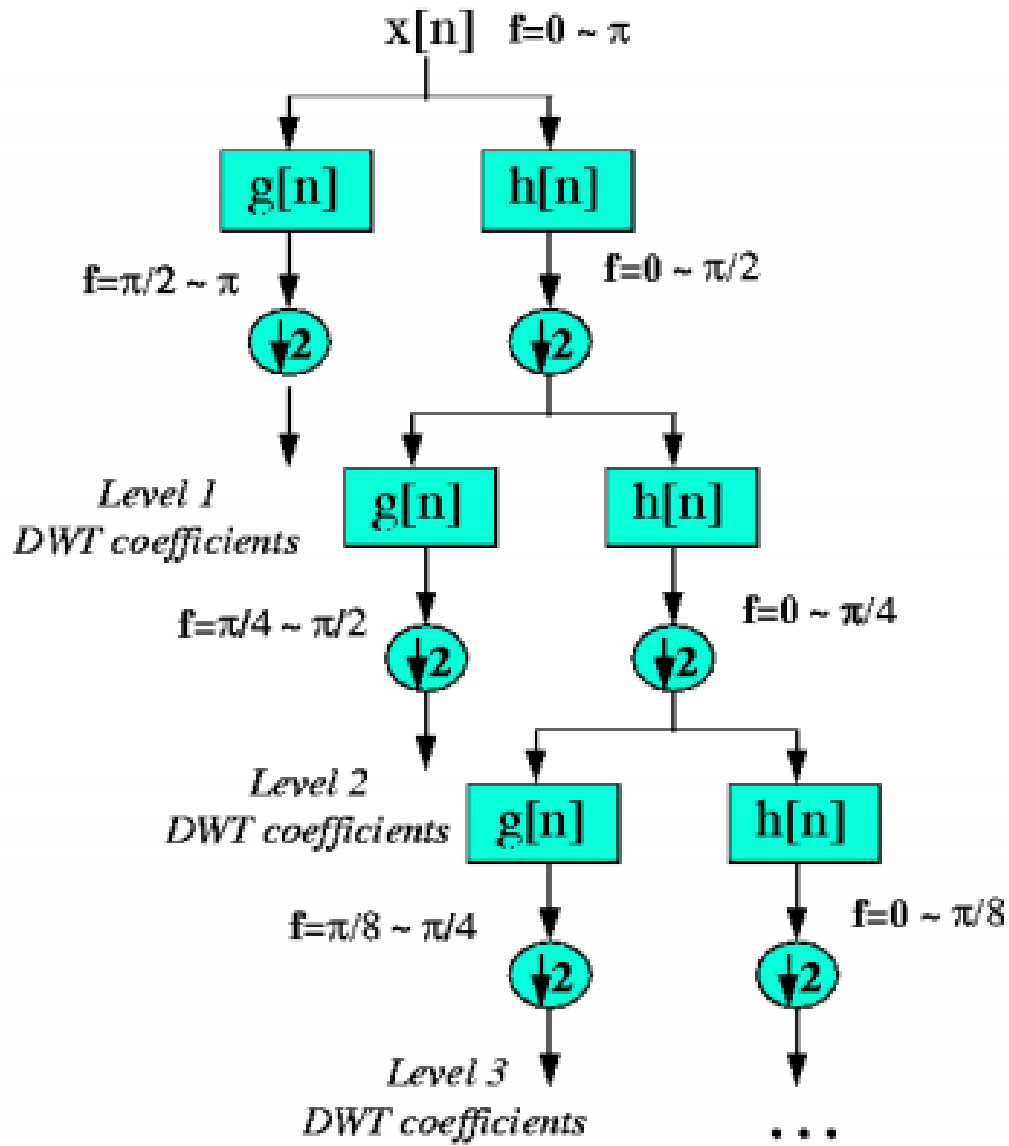 x[n] f=0 ~ π
g[n] h[n]
f=π/2 ~ π f=0 ~ π/2
↓2 ↓2
Level 1
DWT coefficients
g[n] h[n]
f=π/4 ~ π/2 f=0 ~ π/4
↓2 ↓2
Level 2
DWT coefficients
g[n] h[n]
f=π/8 ~ π/4 f=0 ~ π/8
↓2 ↓2
Level 3
DWT coefficients
...